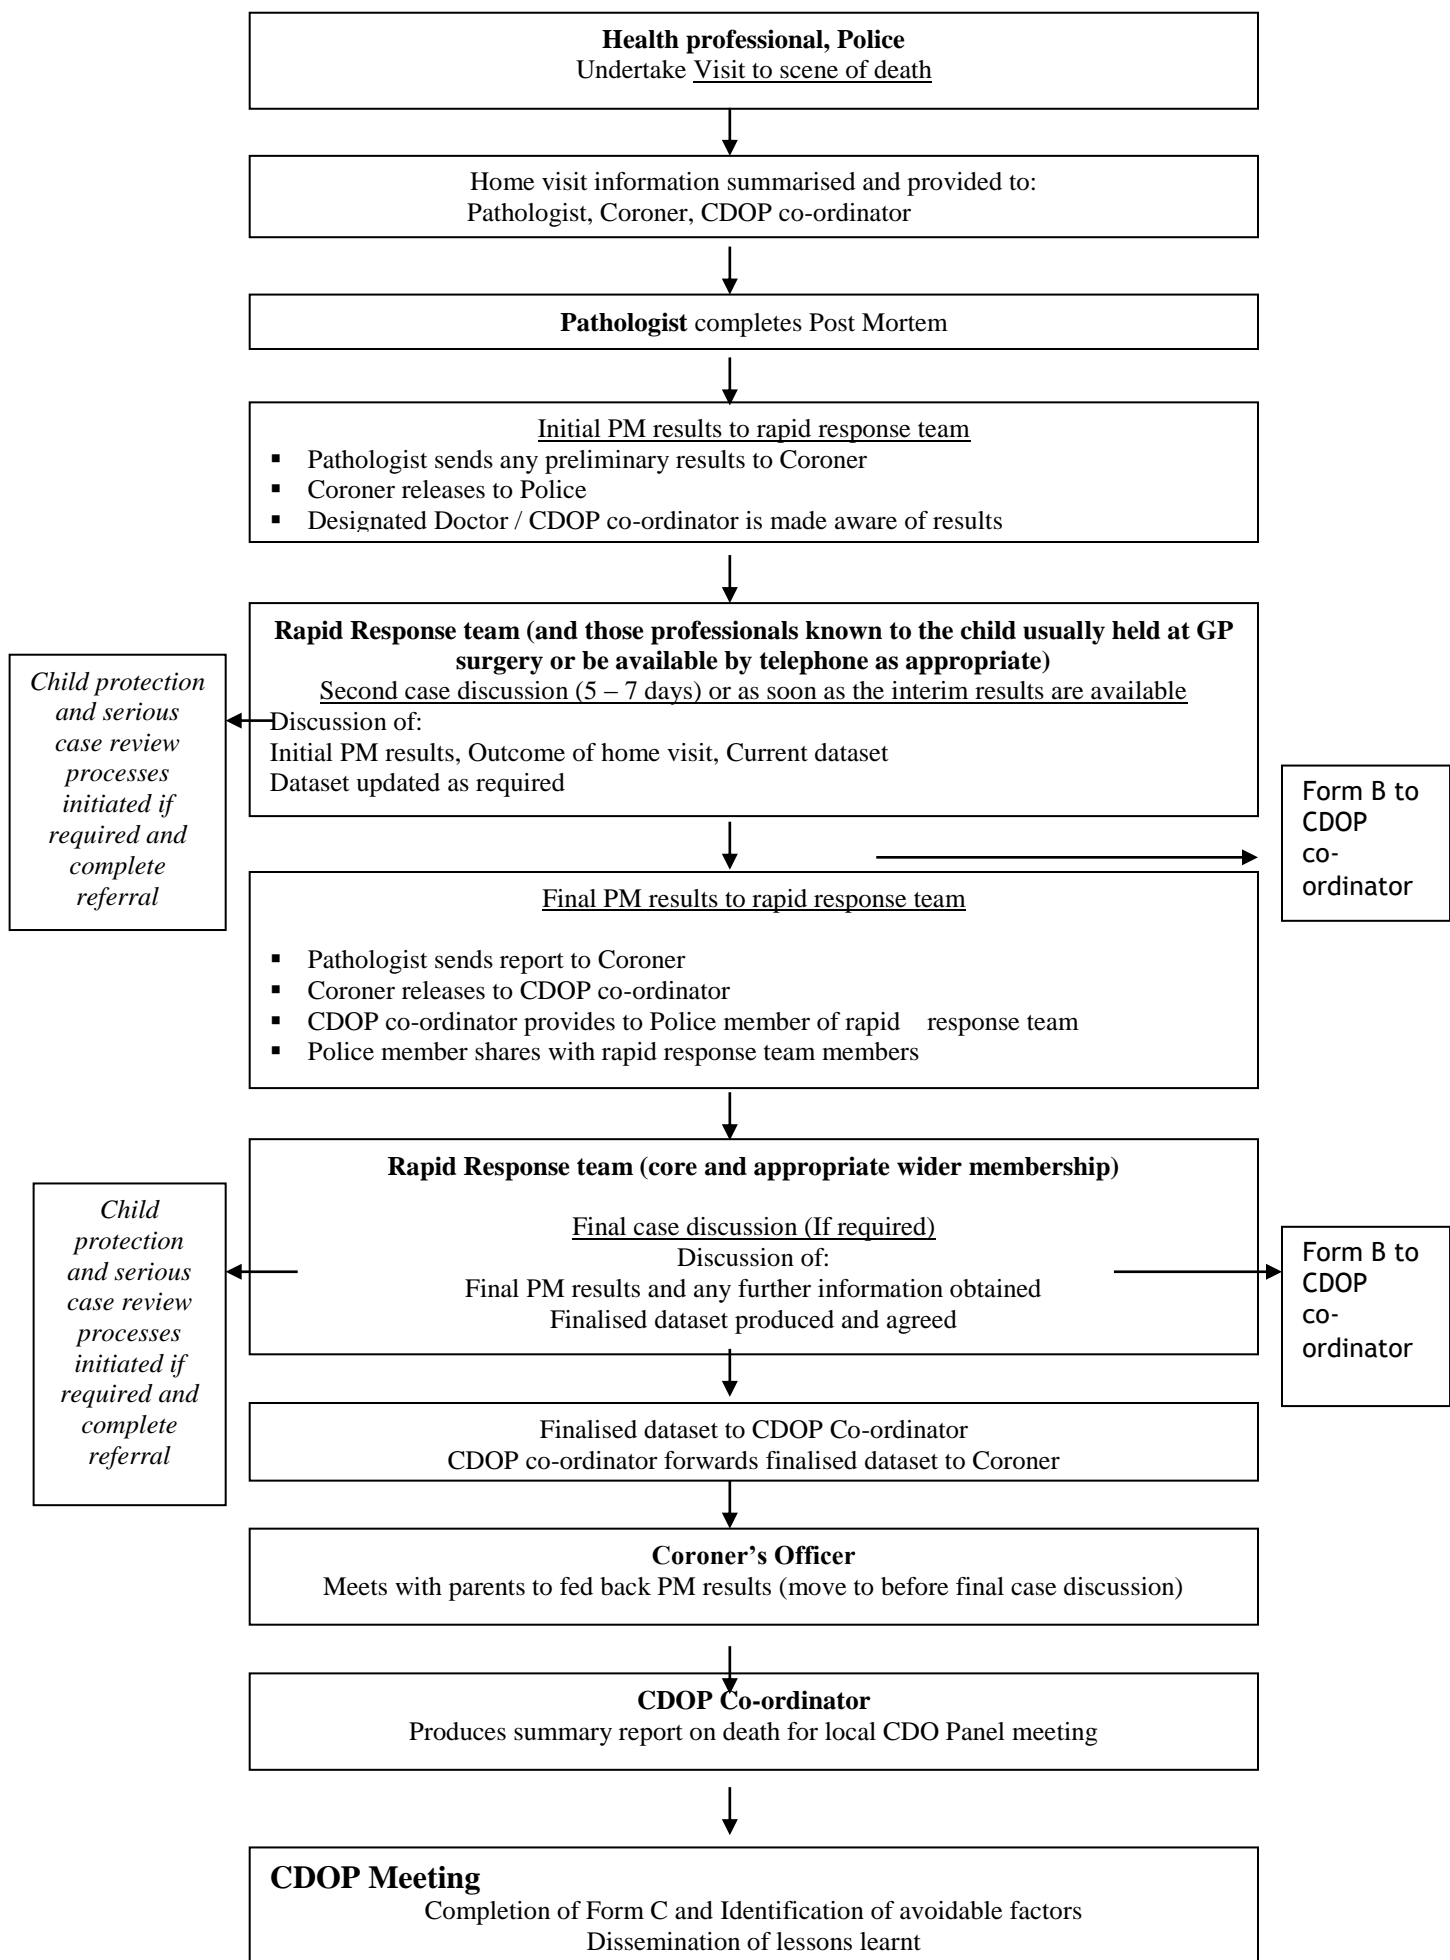 Health professional, Police
Undertake Visit to scene of death
Home visit information summarised and provided to:
Pathologist, Coroner, CDOP co-ordinator
Pathologist completes Post Mortem
Initial PM results to rapid response team
▪ Pathologist sends any preliminary results to Coroner
▪ Coroner releases to Police
▪ Designated Doctor / CDOP co-ordinator is made aware of results
Rapid Response team (and those professionals known to the child usually held at GP
surgery or be available by telephone as appropriate)
Second case discussion (5 – 7 days) or as soon as the interim results are available
Discussion of:
Initial PM results, Outcome of home visit, Current dataset
Dataset updated as required
Child protection
and serious
case review
processes
initiated if
required and
complete
referral
Form B to
CDOP
co-
ordinator
Final PM results to rapid response team
▪ Pathologist sends report to Coroner
▪ Coroner releases to CDOP co-ordinator
▪ CDOP co-ordinator provides to Police member of rapid response team
▪ Police member shares with rapid response team members
Rapid Response team (core and appropriate wider membership)
Final case discussion (If required)
Discussion of:
Final PM results and any further information obtained
Finalised dataset produced and agreed
Child
protection
and serious
case review
processes
initiated if
required and
complete
referral
Form B to
CDOP
co-
ordinator
Finalised dataset to CDOP Co-ordinator
CDOP co-ordinator forwards finalised dataset to Coroner
Coroner’s Officer
Meets with parents to fed back PM results (move to before final case discussion)
CDOP Co-ordinator
Produces summary report on death for local CDO Panel meeting
CDOP Meeting
Completion of Form C and Identification of avoidable factors
Dissemination of lessons learnt